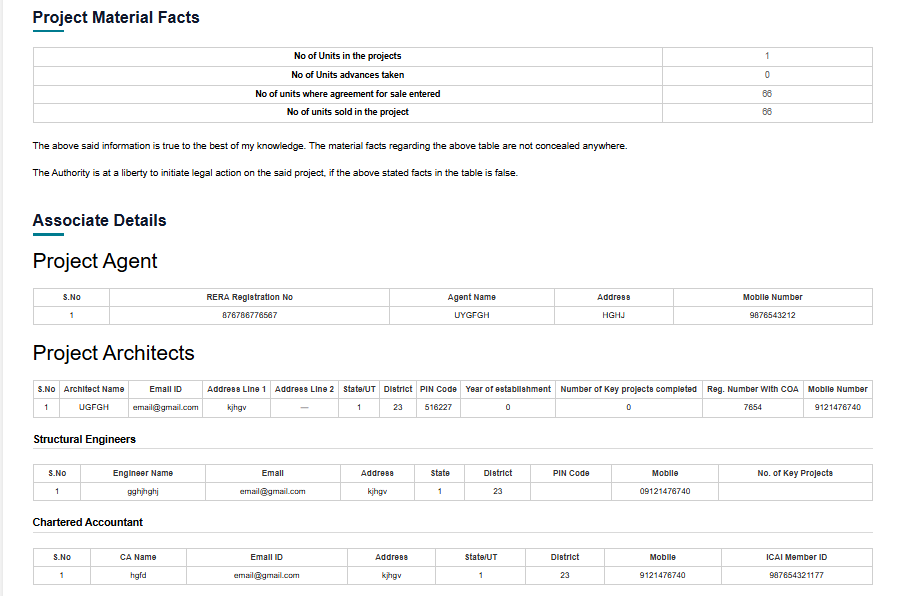 Project Material Facts
No of Units in the projects 1
No of Units advances taken 0
No of units where agreement for sale entered 66
No of units sold in the project 66
The above said information is true to the best of my knowledge. The material facts regarding the above table are not concealed anywhere.
The Authority is at a liberty to initiate legal action on the said project, if the above stated facts in the table is false.
Associate Details
Project Agent
S.No RERA Registration No Agent Name Address Mobile Number
1 876786776567 UYGFGH HGHJ 9876543212
Project Architects
S.No Architect Name Email ID Address Line 1 Address Line 2 State/UT District PIN Code Year of establishment Number of Key projects completed Reg. Number With COA Mobile Number
1 UGFGH email@gmail.com kjhgv — 1 23 516227 0 0 7654 9121476740
Structural Engineers
S.No Engineer Name Email Address State District PIN Code Mobile No. of Key Projects
1 gghjhghj email@gmail.com kjhgv 1 23 09121476740
Chartered Accountant
S.No CA Name Email ID Address State/UT District Mobile ICAI Member ID
1 hgfd email@gmail.com kjhgv 1 23 9121476740 987654321177